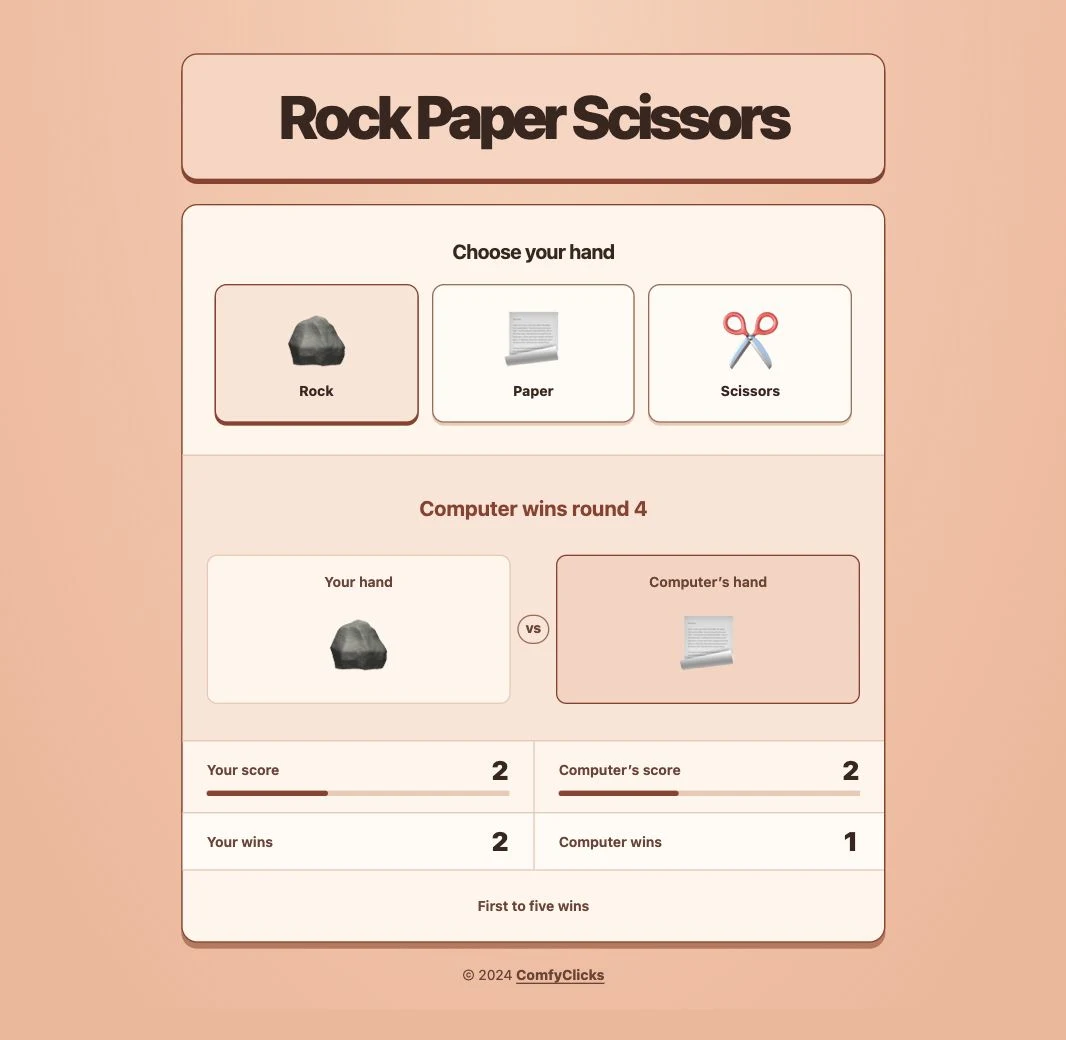 Rock Paper Scissors
Choose your hand
Rock
Paper
Scissors
Computer wins round 4
Your hand
vs
Computer’s hand
Your score
2
Computer’s score
2
Your wins
2
Computer wins
1
First to five wins
© 2024 ComfyClicks